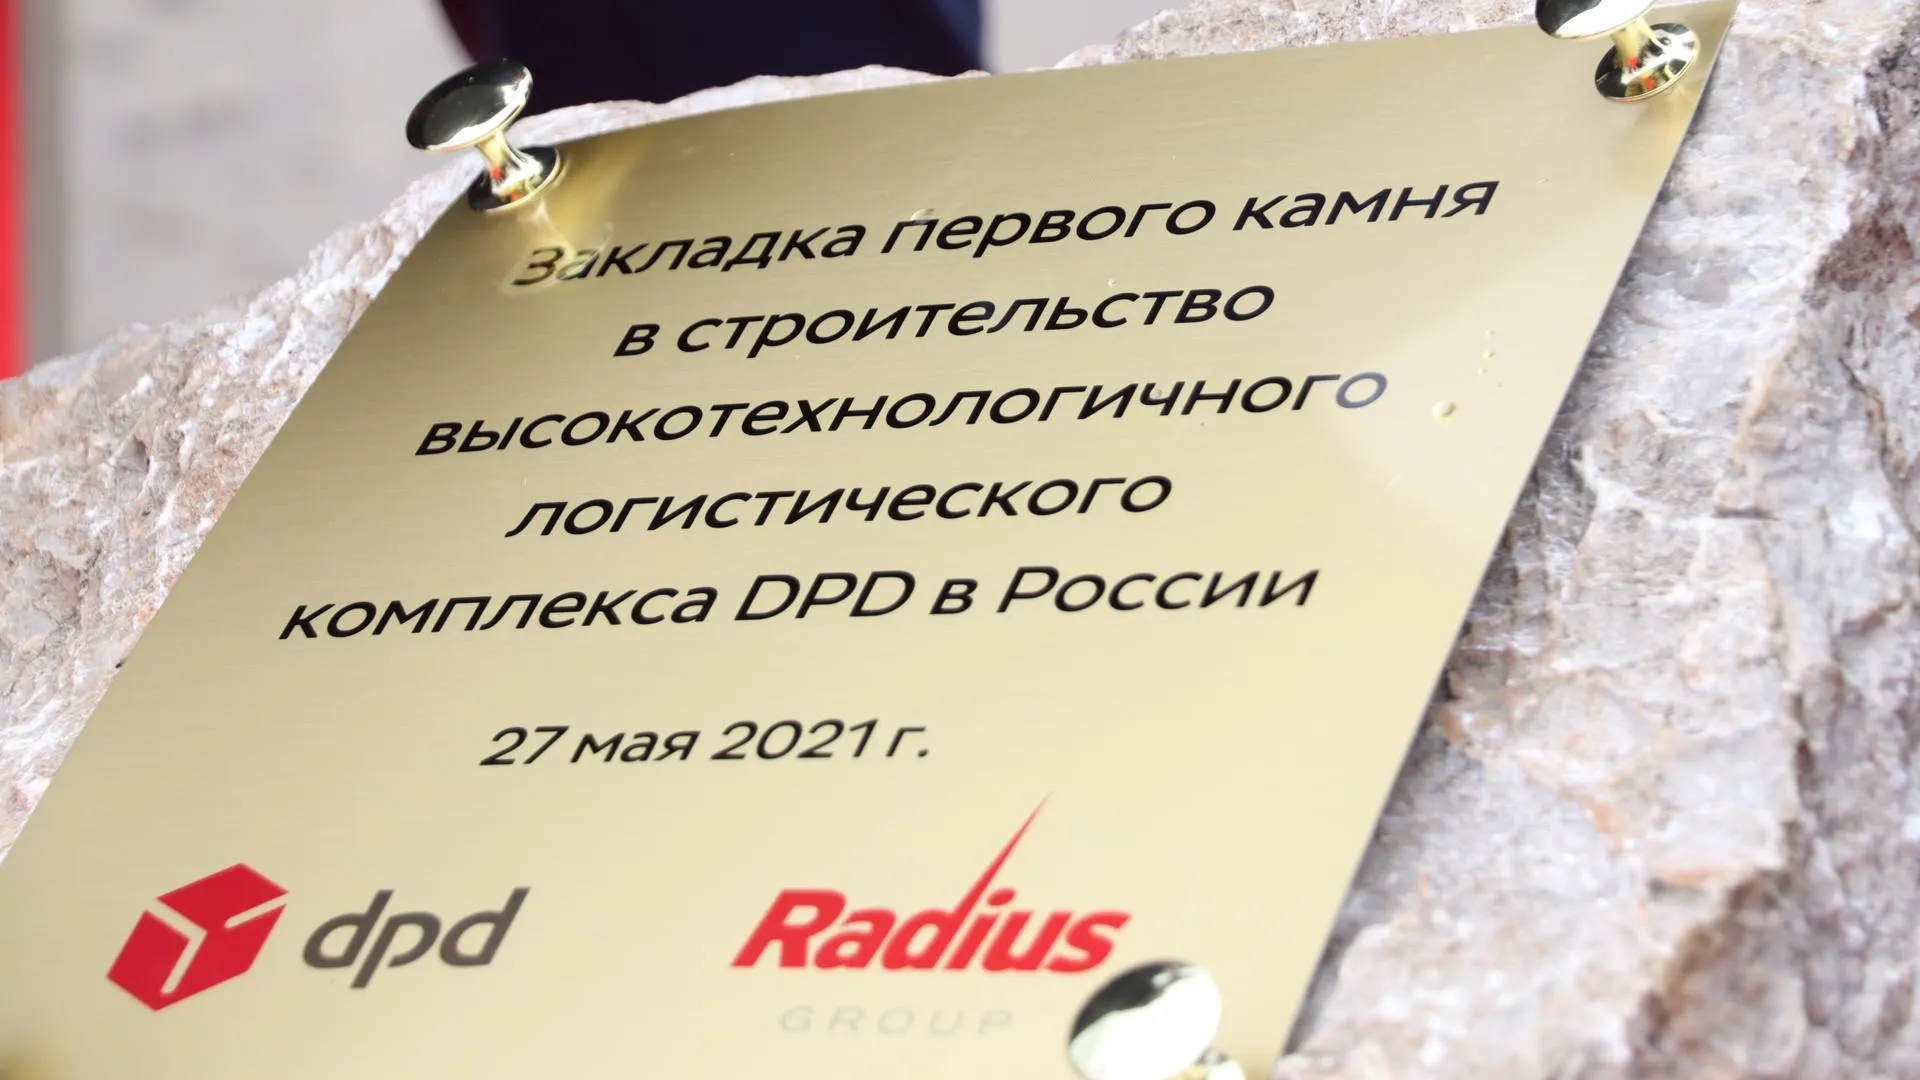 Закладка первого камня
в строительство
высокотехнологичного
логистического
комплекса DPD в России
27 мая 2021 г.
dpd
Radius
GROUP